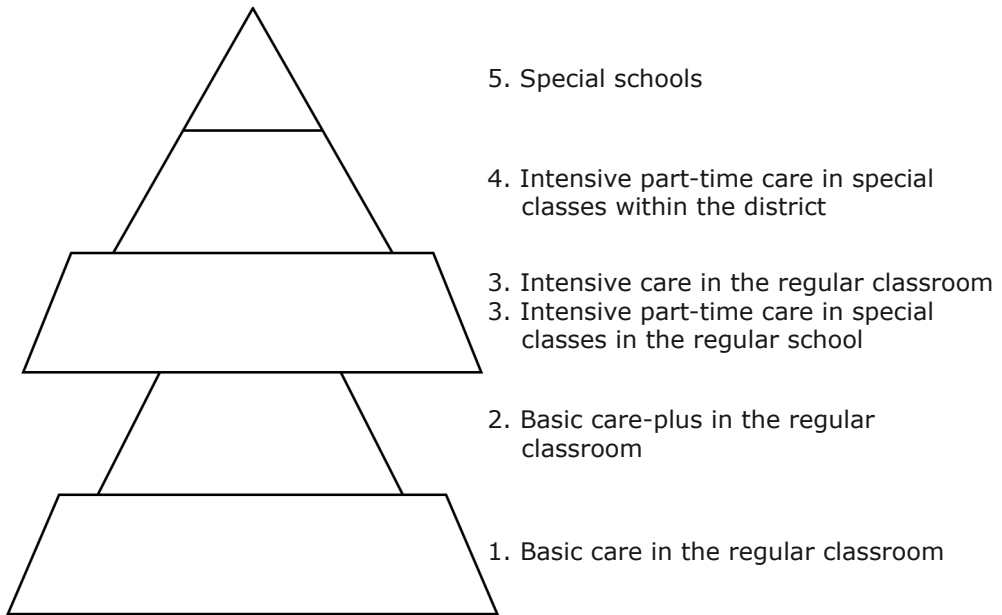 5. Special schools
4. Intensive part-time care in special
classes within the district
3. Intensive care in the regular classroom
3. Intensive part-time care in special
classes in the regular school
2. Basic care-plus in the regular
classroom
1. Basic care in the regular classroom